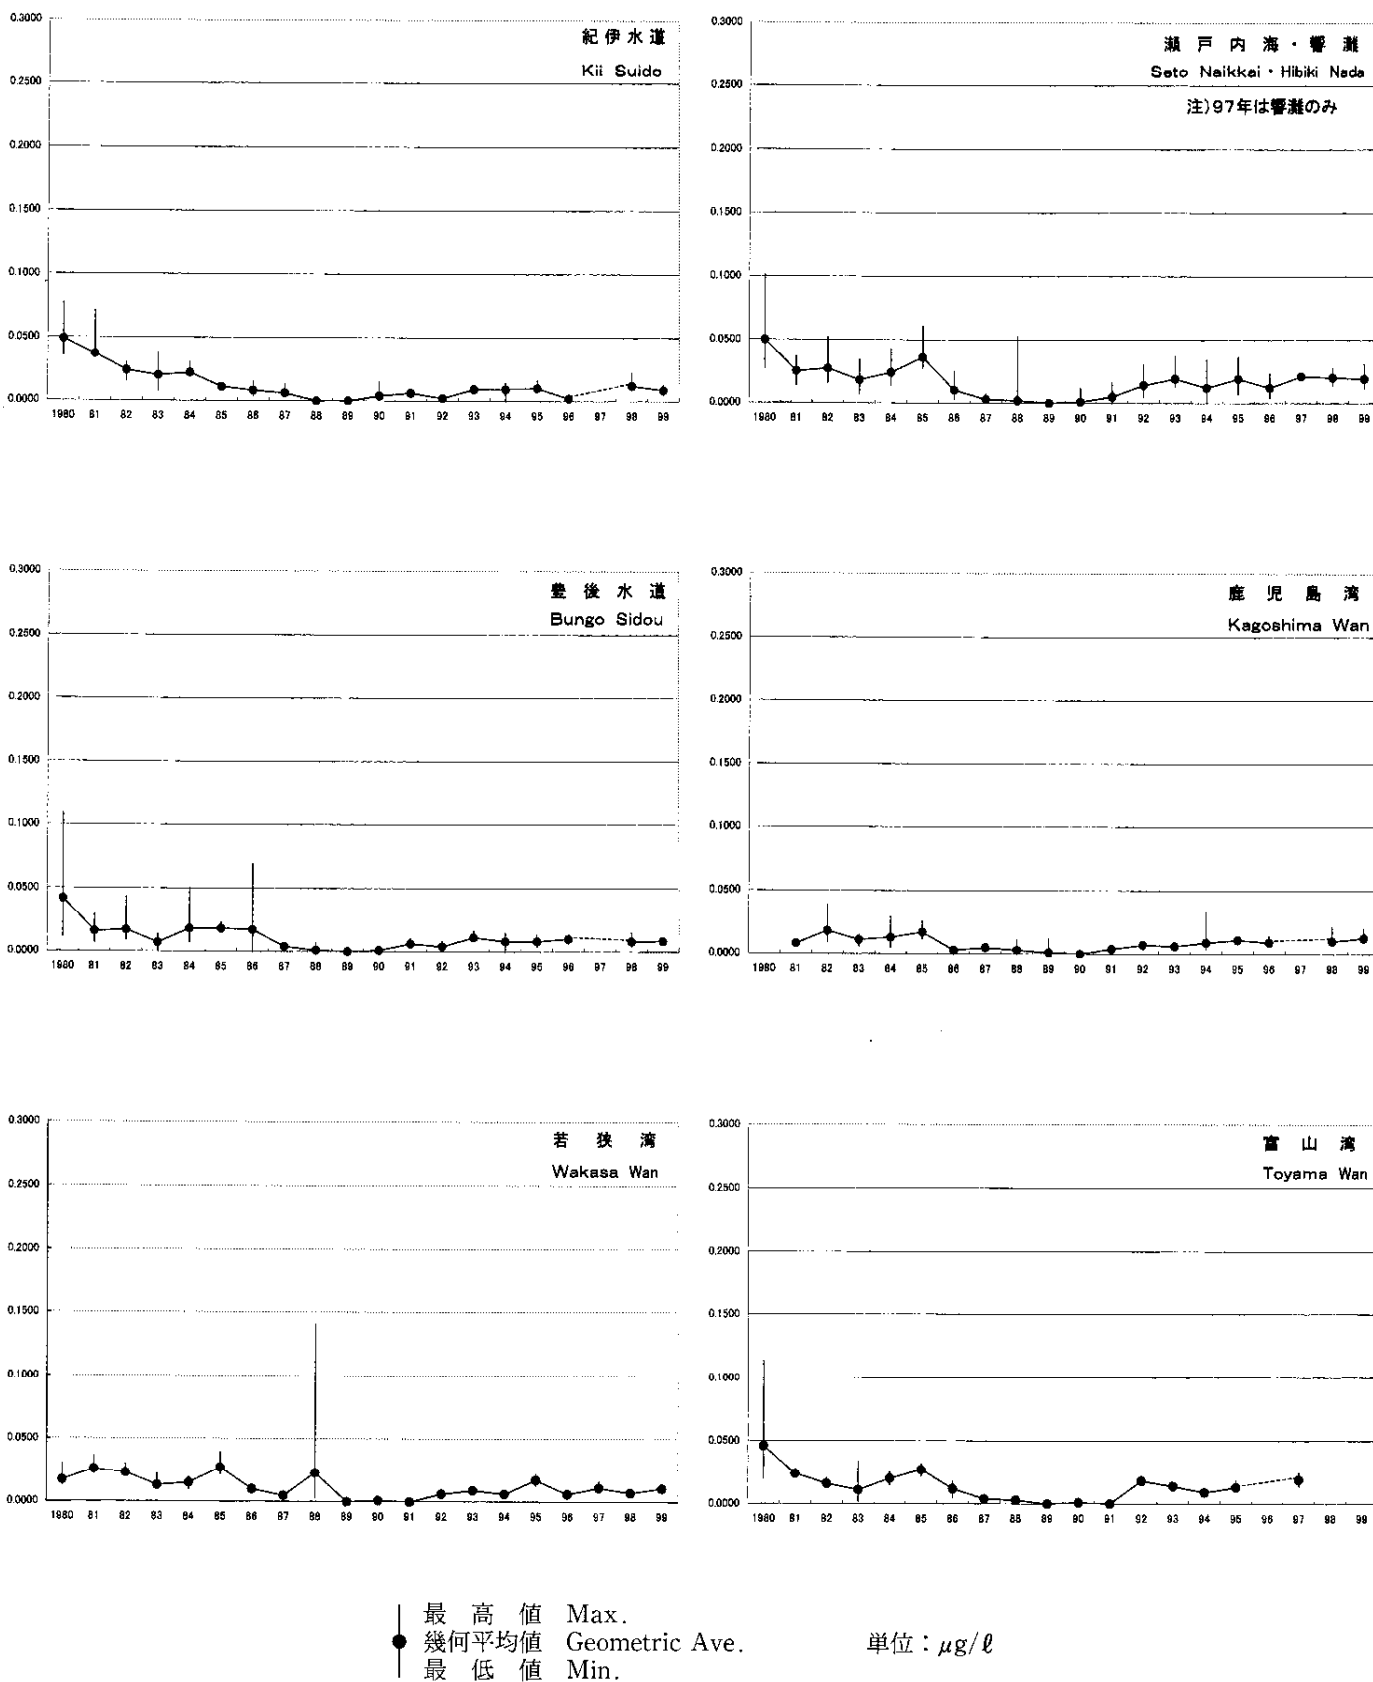 0.3000
0.2500
0.2000
0.1500
0.1000
0.0500
0.0000
紀伊水道
Kii Suido
1980 81 82 83 84 85 86 87 88 89 90 91 92 93 94 95 96 97 98 99
0.3000
0.2500
0.2000
0.1500
0.1000
0.0500
0.0000
瀬戸内海・響灘
Seto Naikkai・Hibiki Nada
注)97年は響灘のみ
1980 81 82 83 84 85 86 87 88 89 90 91 92 93 94 95 96 97 98 99
0.3000
0.2500
0.2000
0.1500
0.1000
0.0500
0.0000
豊後水道
Bungo Sidou
1980 81 82 83 84 85 86 87 88 89 90 91 92 93 94 95 96 97 98 99
0.3000
0.2500
0.2000
0.1500
0.1000
0.0500
0.0000
鹿児島湾
Kagoshima Wan
1980 81 82 83 84 85 86 87 88 89 90 91 92 93 94 95 96 97 98 99
0.3000
0.2500
0.2000
0.1500
0.1000
0.0500
0.0000
若狭湾
Wakasa Wan
1980 81 82 83 84 85 86 87 88 89 90 91 92 93 94 95 96 97 98 99
0.3000
0.2500
0.2000
0.1500
0.1000
0.0500
0.0000
富山湾
Toyama Wan
1980 81 82 83 84 85 86 87 88 89 90 91 92 93 94 95 96 97 98 99
最高値 Max.
幾何平均値 Geometric Ave.
単位：μg/ℓ
最低値 Min.